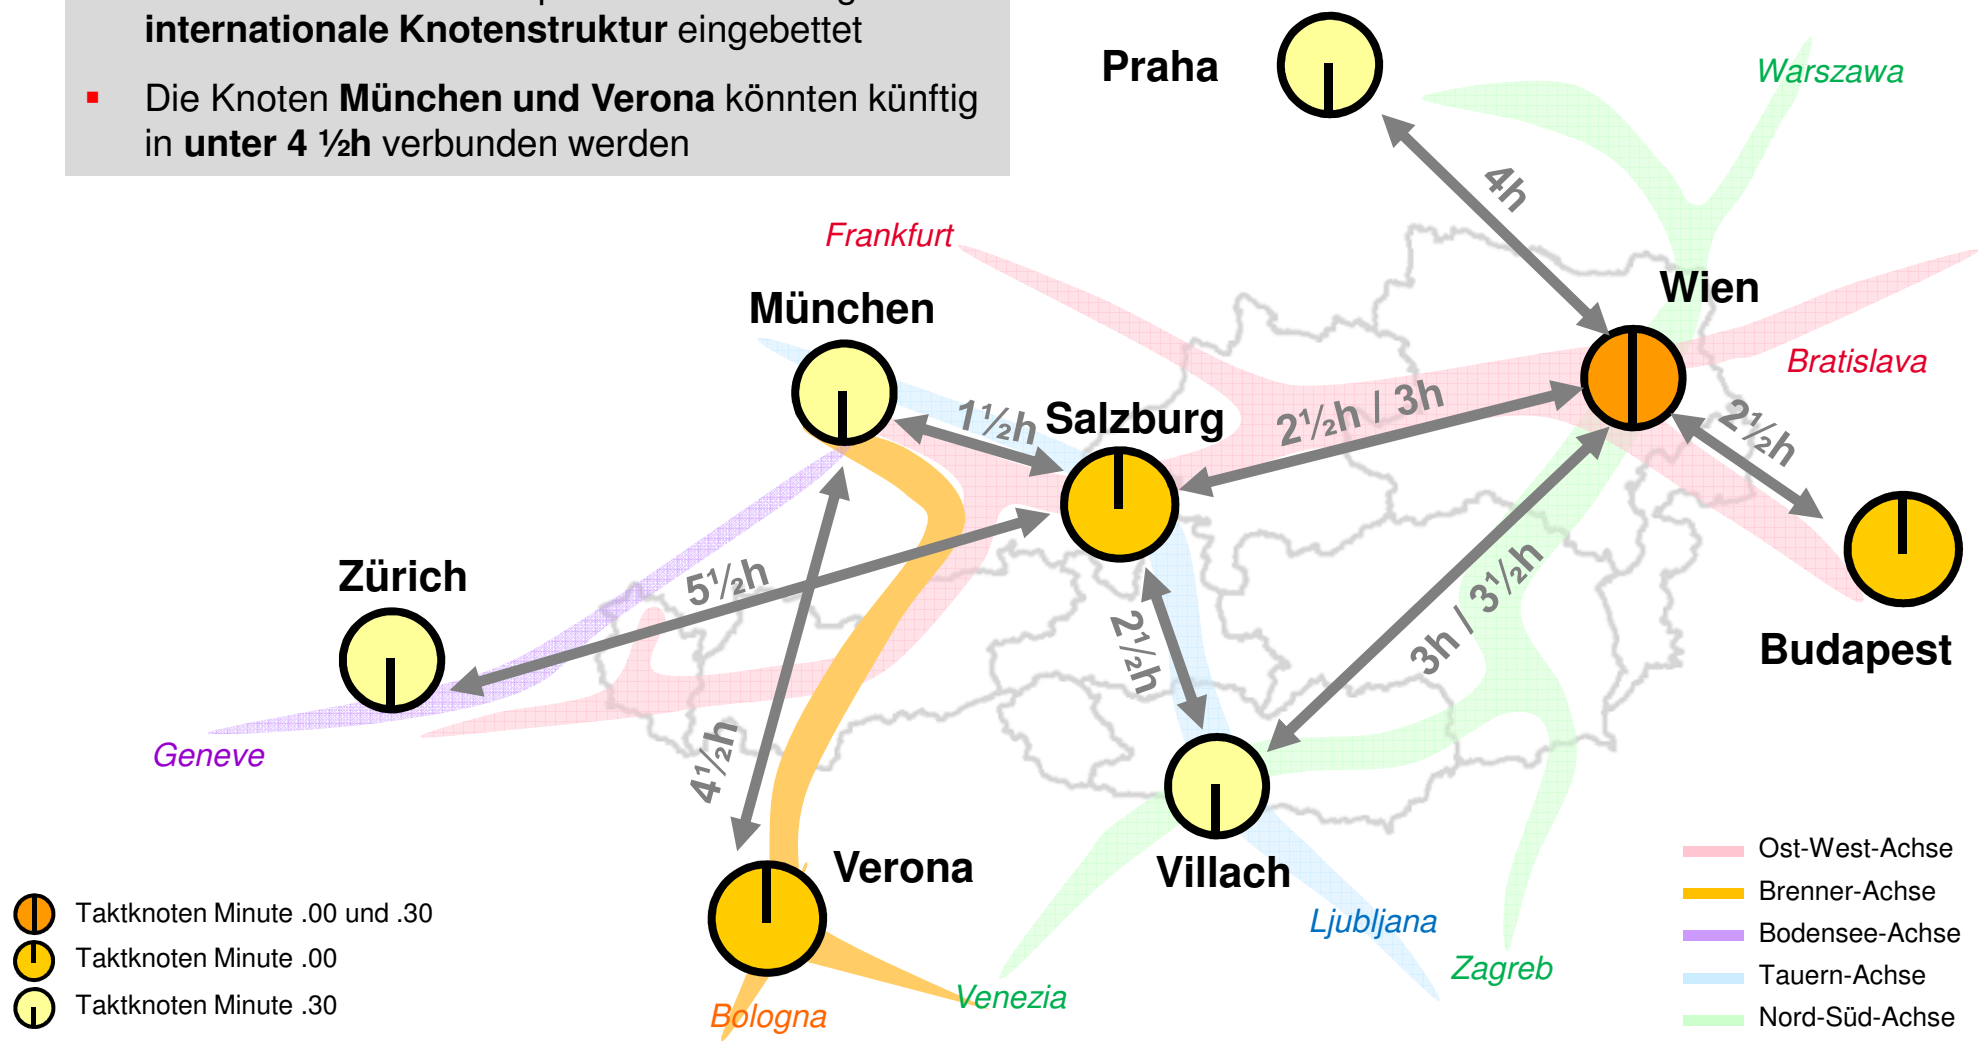 internationale Knotenstruktur eingebettet
▪ Die Knoten München und Verona könnten künftig
in unter 4 ½h verbunden werden
Praha
Warszawa
4h
Frankfurt
Wien
München
Bratislava
1½h
Salzburg
2½h / 3h
2½h
Zürich
5½h
3h / 3½h
2½h
Budapest
Geneve
4½h
Verona
Villach
Ljubljana
Zagreb
Venezia
Bologna
Taktknoten Minute .00 und .30
Taktknoten Minute .00
Taktknoten Minute .30
Ost-West-Achse
Brenner-Achse
Bodensee-Achse
Tauern-Achse
Nord-Süd-Achse